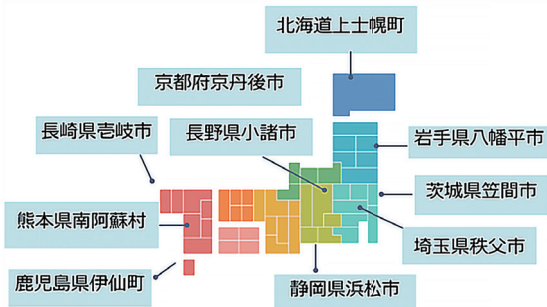 北海道上士幌町
京都府京丹後市
長崎県壱岐市
長野県小諸市
岩手県八幡平市
茨城県笠間市
熊本県南阿蘇村
埼玉県秩父市
鹿児島県伊仙町
静岡県浜松市